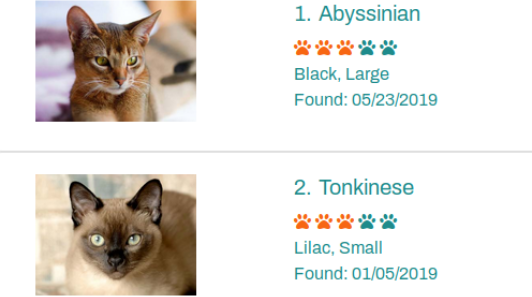 1. Abyssinian
Black, Large
Found: 05/23/2019
2. Tonkinese
Lilac, Small
Found: 01/05/2019